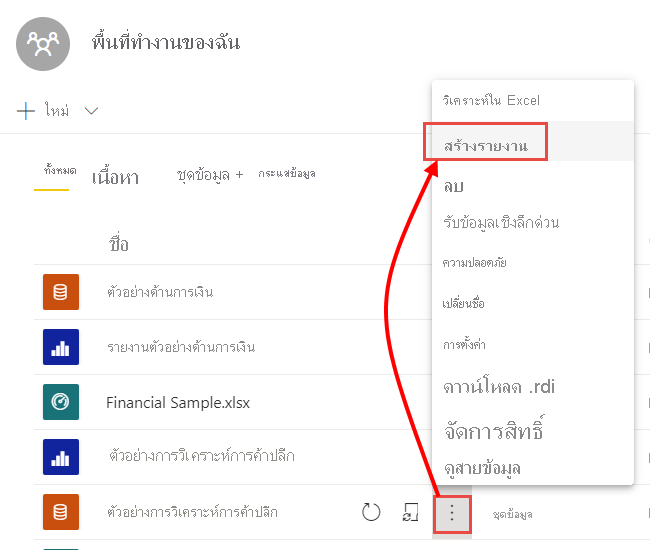 พื้นที่ทำงานของฉัน
+ ใหม่
ทั้งหมด เนื้อหา ชุดข้อมูล + กระแสข้อมูล
ชื่อ
ตัวอย่างด้านการเงิน
รายงานตัวอย่างด้านการเงิน
Financial Sample.xlsx
ตัวอย่างการวิเคราะห์การค้าปลีก
ตัวอย่างการวิเคราะห์การค้าปลีก ชุดข้อมูล
วิเคราะห์ใน Excel
สร้างรายงาน
ลบ
รับข้อมูลเชิงลึกด่วน
ความปลอดภัย
เปลี่ยนชื่อ
การตั้งค่า
ดาวน์โหลด .rdl
จัดการสิทธิ์
ดูสายข้อมูล